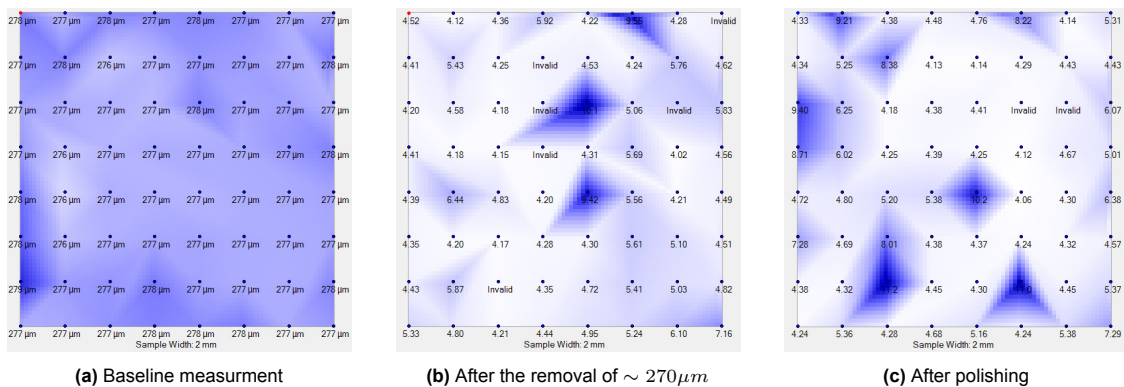 278 µm 277 µm 277 µm 278 µm 278 µm 277 µm 277 µm 278 µm
277 µm 278 µm 276 µm 277 µm 277 µm 277 µm 277 µm 278 µm
277 µm 277 µm 277 µm 277 µm 277 µm 277 µm 277 µm 277 µm
277 µm 276 µm 277 µm 277 µm 277 µm 277 µm 277 µm 278 µm
278 µm 276 µm 277 µm 277 µm 277 µm 277 µm 277 µm 277 µm
278 µm 276 µm 277 µm 277 µm 277 µm 277 µm 277 µm 277 µm
279 µm 277 µm 277 µm 278 µm 277 µm 277 µm 277 µm 278 µm
277 µm 277 µm 277 µm 278 µm 277 µm 277 µm 277 µm 278 µm
Sample Width: 2 mm
(a) Baseline measurment
4.52 4.12 4.36 5.92 4.22 9.56 4.28 Invalid
4.41 5.43 4.25 Invalid 4.53 4.24 5.76 4.62
4.20 4.58 4.18 Invalid 5.06 Invalid 5.83
4.41 4.18 4.15 Invalid 4.31 5.69 4.02 4.56
4.39 6.44 4.83 4.20 9.42 5.56 4.21 4.49
4.35 4.20 4.17 4.28 4.30 5.61 5.10 4.51
4.43 5.87 Invalid 4.35 4.72 5.41 5.03 4.82
5.33 4.80 4.21 4.44 4.95 5.24 6.10 7.16
Sample Width: 2 mm
(b) After the removal of ∼ 270µm
4.33 9.21 4.38 4.48 4.76 8.22 4.14 5.31
4.34 5.25 8.38 4.13 4.14 4.29 4.43 4.43
9.40 6.25 4.18 4.38 4.41 Invalid Invalid 6.07
8.71 6.02 4.25 4.39 4.25 4.12 4.67 5.01
4.72 4.80 5.20 5.38 10.2 4.06 4.30 6.38
7.28 4.69 8.01 4.38 4.37 4.24 4.32 4.57
4.38 4.32 4.45 4.30 4.45 5.37
4.24 5.36 4.28 4.68 5.16 4.24 5.38 7.29
Sample Width: 2 mm
(c) After polishing